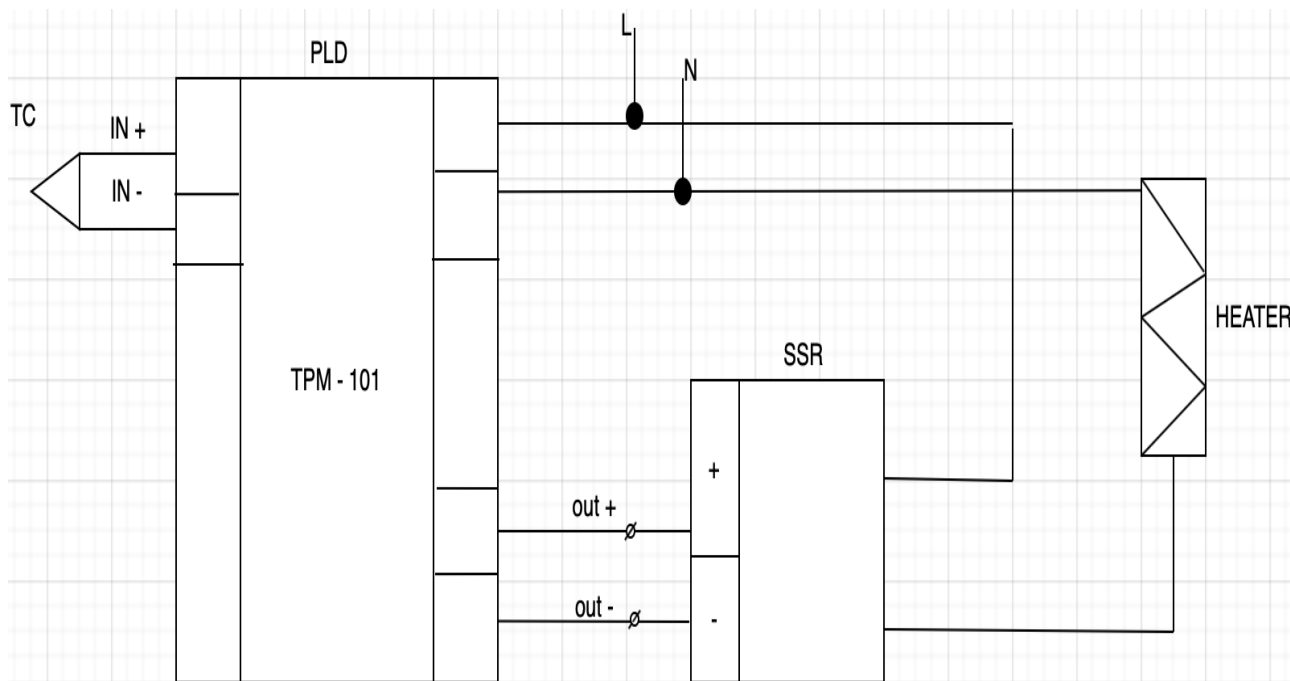 L
PLD
N
TC
IN +
IN -
HEATER
SSR
TPM - 101
+
out +
out -
-